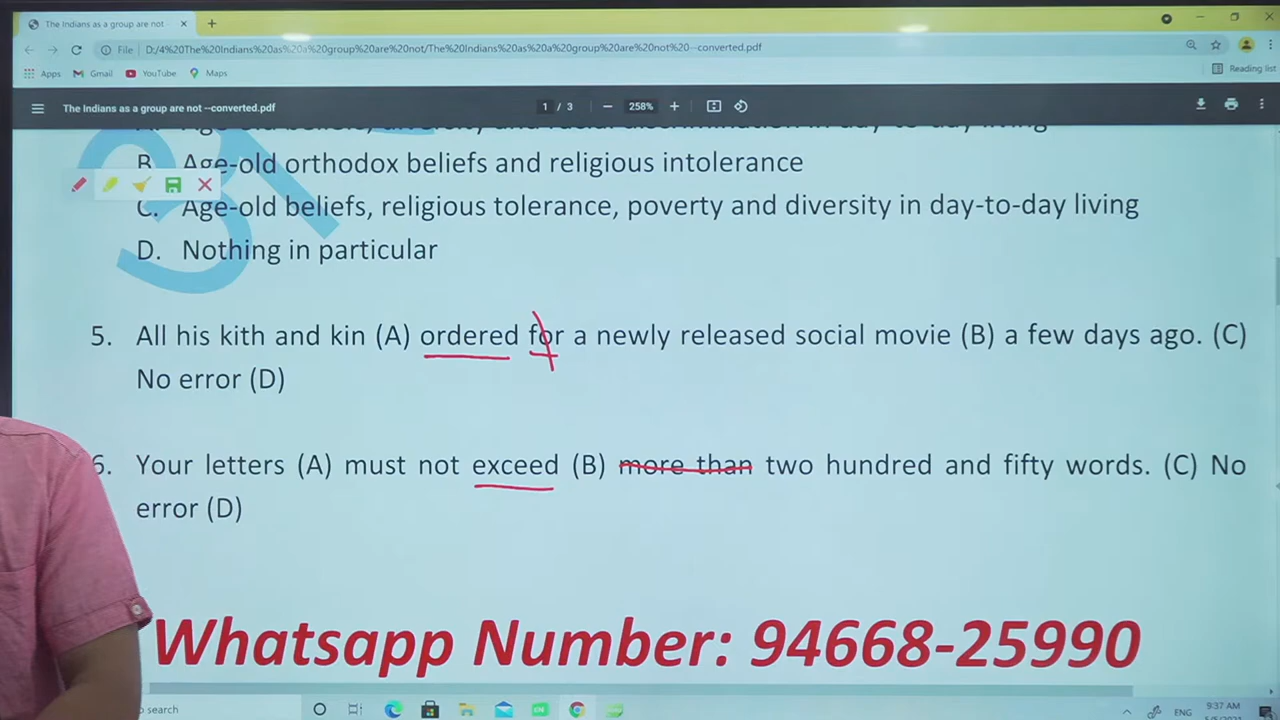 The Indians as a group are not
File D:/4%20The%20Indians%20as%20a%20group%20are%20not/The%20Indians%20as%20a%20group%20are%20not%20--converted.pdf
Apps Gmail YouTube Maps Reading list
The Indians as a group are not --converted.pdf 1 / 3 258%
31
B. Age-old orthodox beliefs and religious intolerance
C. Age-old beliefs, religious tolerance, poverty and diversity in day-to-day living
D. Nothing in particular
5. All his kith and kin (A) ordered for a newly released social movie (B) a few days ago. (C)
No error (D)
6. Your letters (A) must not exceed (B) more than two hundred and fifty words. (C) No
error (D)
Whatsapp Number: 94668-25990
search
ENG 9:37 AM